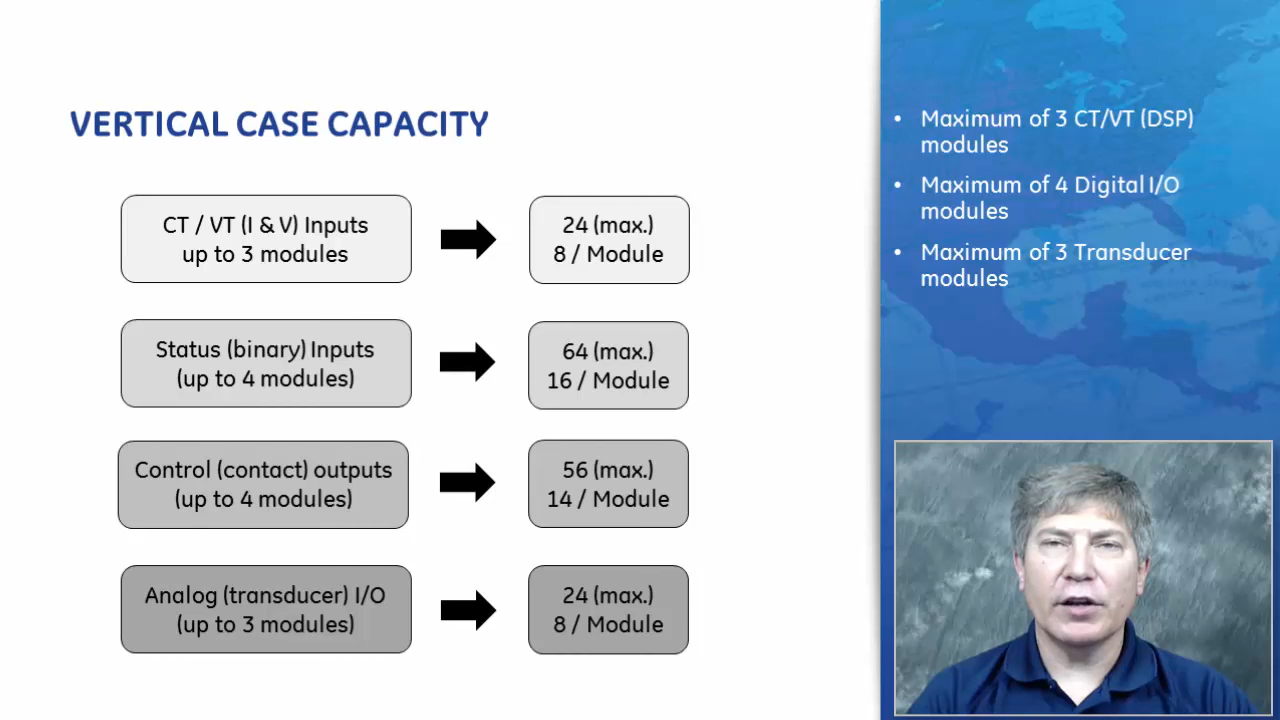 VERTICAL CASE CAPACITY
CT / VT (I & V) Inputs
up to 3 modules
24 (max.)
8 / Module
Status (binary) Inputs
(up to 4 modules)
64 (max.)
16 / Module
Control (contact) outputs
(up to 4 modules)
56 (max.)
14 / Module
Analog (transducer) I/O
(up to 3 modules)
24 (max.)
8 / Module
• Maximum of 3 CT/VT (DSP)
modules
• Maximum of 4 Digital I/O
modules
• Maximum of 3 Transducer
modules